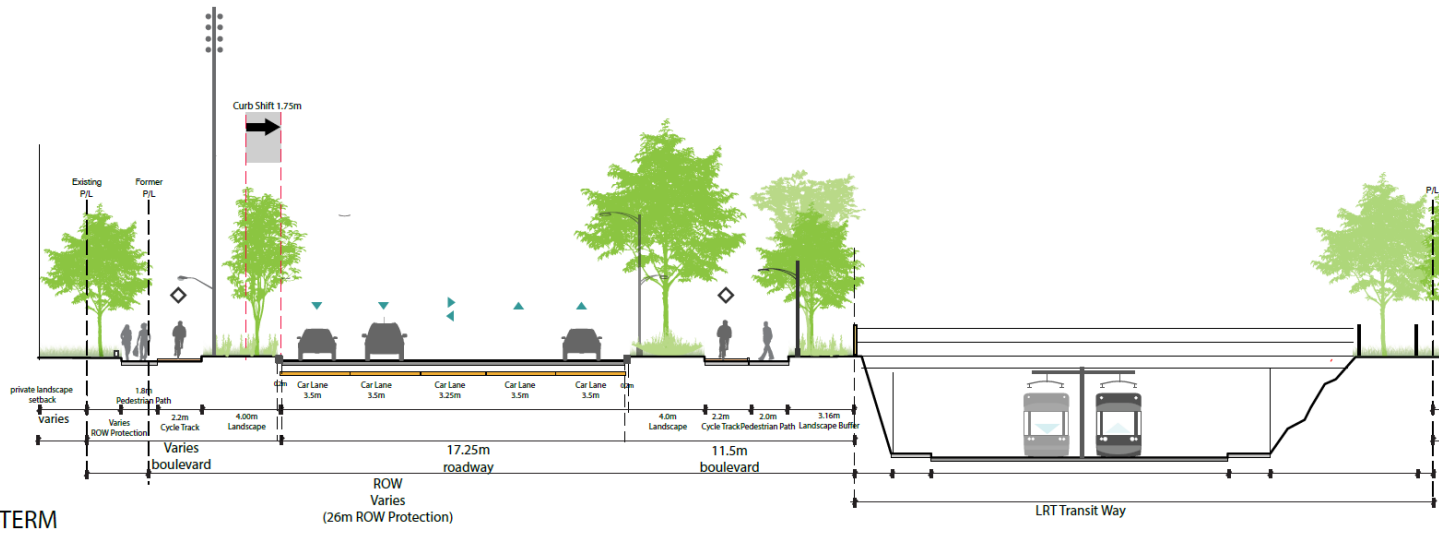 Curb Shift 1.75m
Existing
P/L
Former
P/L
P/L
private landscape
setback
varies
Varies
ROW Protection
1.8m
Pedestrian Path
2.2m
Cycle Track
4.00m
Landscape
Car Lane
3.5m
Car Lane
3.5m
Car Lane
3.25m
Car Lane
3.5m
Car Lane
3.5m
4.0m
Landscape
2.2m
Cycle Track
2.0m
Pedestrian Path
3.16m
Landscape Buffer
Varies
boulevard
17.25m
roadway
11.5m
boulevard
ROW
Varies
(26m ROW Protection)
LRT Transit Way
TERM